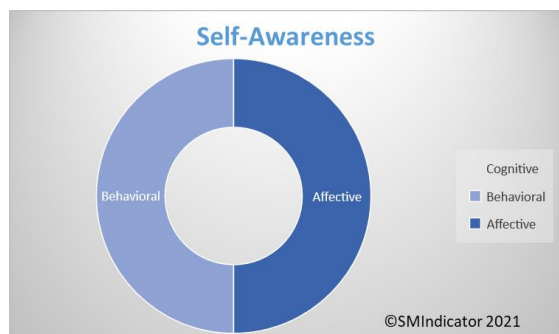 Self-Awareness
Behavioral
Affective
Cognitive
Behavioral
Affective
©SMIndicator 2021